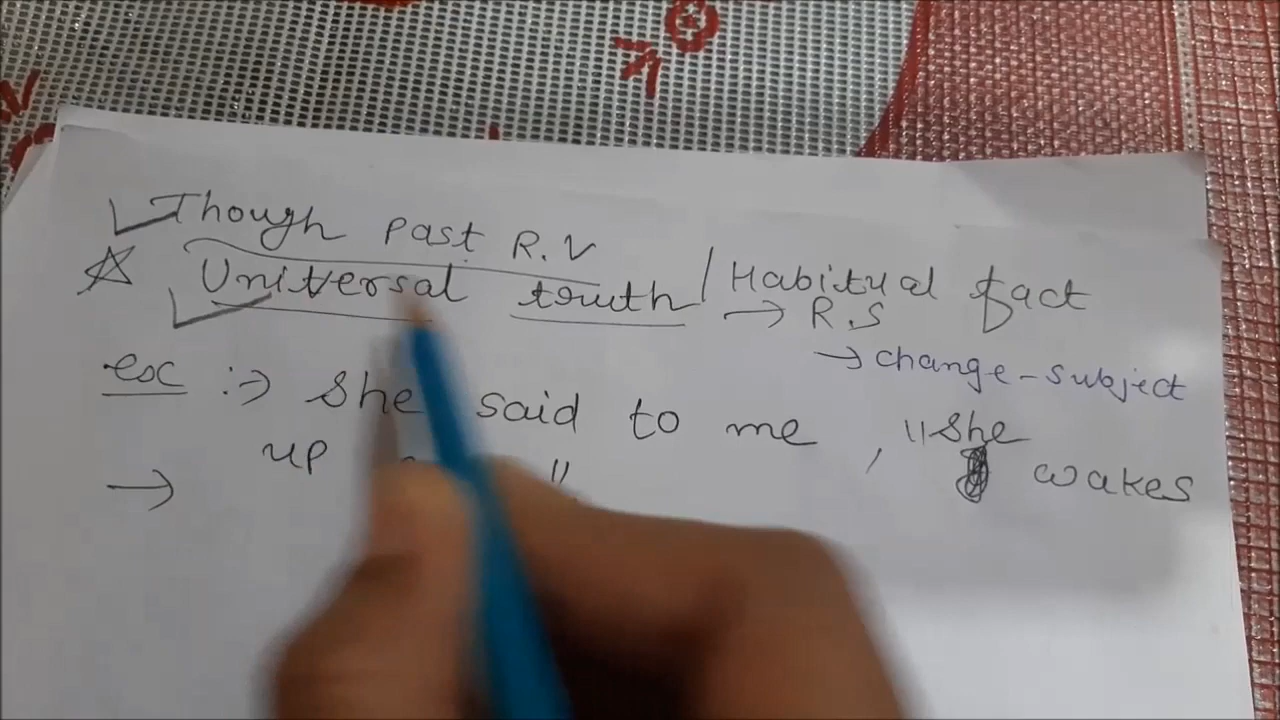 Though past R.V
Universal truth / Habitual fact
→ R.S
→ change-subject
ex :→ She said to me, "She wakes
up "
→